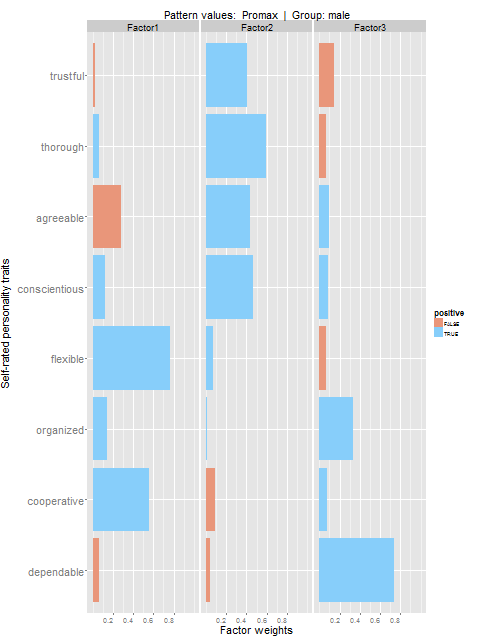 Pattern values: Promax | Group: male
Factor1 Factor2 Factor3
trustful
thorough
agreeable
conscientious
flexible
organized
cooperative
dependable
Self-rated personality traits
0.2 0.4 0.6 0.8 0.2 0.4 0.6 0.8 0.2 0.4 0.6 0.8
Factor weights
positive
FALSE
TRUE